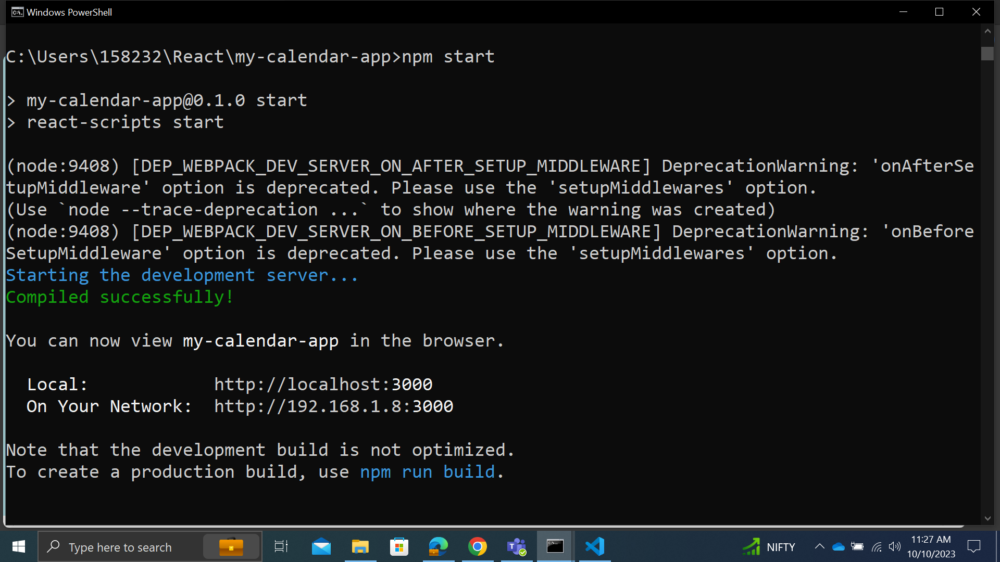 Windows PowerShell
C:\Users\158232\React\my-calendar-app>npm start
> my-calendar-app@0.1.0 start
> react-scripts start
(node:9408) [DEP_WEBPACK_DEV_SERVER_ON_AFTER_SETUP_MIDDLEWARE] DeprecationWarning: 'onAfterSe
tupMiddleware' option is deprecated. Please use the 'setupMiddlewares' option.
(Use `node --trace-deprecation ...` to show where the warning was created)
(node:9408) [DEP_WEBPACK_DEV_SERVER_ON_BEFORE_SETUP_MIDDLEWARE] DeprecationWarning: 'onBefore
SetupMiddleware' option is deprecated. Please use the 'setupMiddlewares' option.
Starting the development server...
Compiled successfully!
You can now view my-calendar-app in the browser.
Local: http://localhost:3000
On Your Network: http://192.168.1.8:3000
Note that the development build is not optimized.
To create a production build, use npm run build.
Type here to search
NIFTY
11:27 AM
10/10/2023